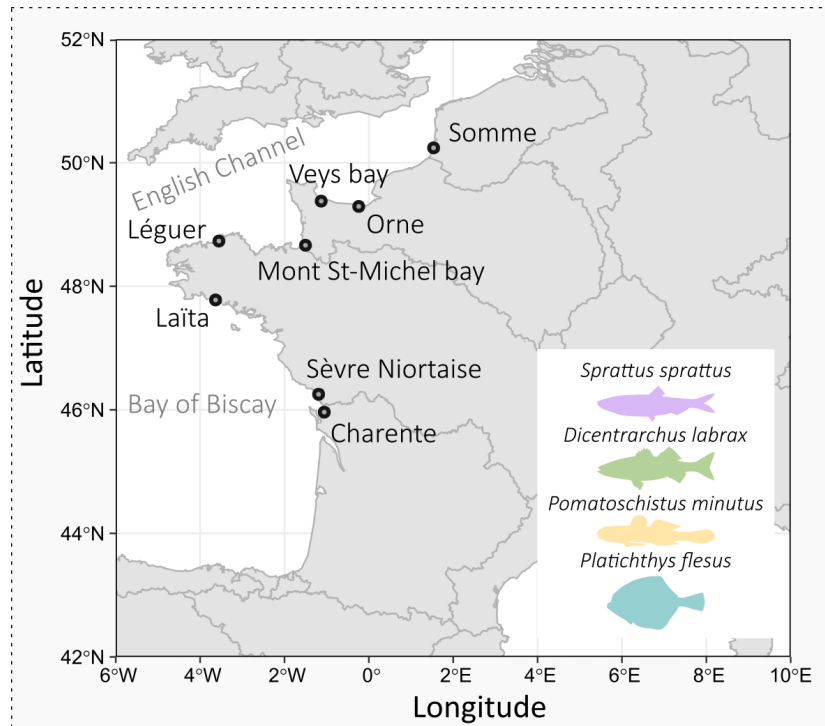 52°N
Somme
50°N
English Channel
Veys bay
Orne
Léguer
Mont St-Michel bay
48°N
Laïta
Latitude
Sèvre Niortaise
Sprattus sprattus
46°N
Bay of Biscay
Charente
Dicentrarchus labrax
Pomatoschistus minutus
44°N
Platichthys flesus
42°N
6°W 4°W 2°W 0° 2°E 4°E 6°E 8°E 10°E
Longitude